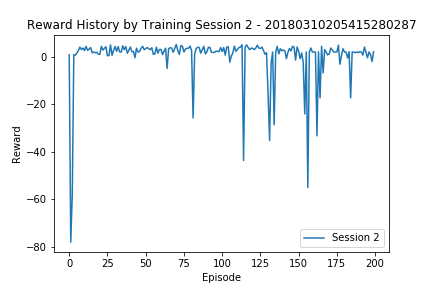 Reward History by Training Session 2 - 20180310205415280287
0
−20
−40
−60
−80
Reward
0 25 50 75 100 125 150 175 200
Episode
Session 2